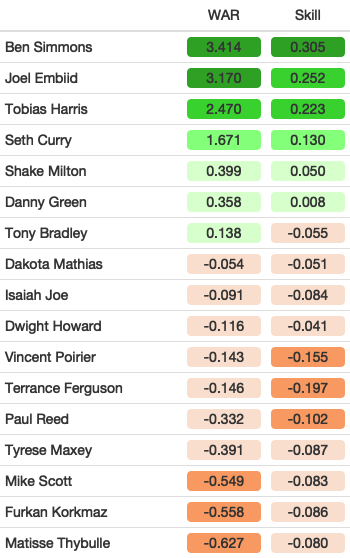 WAR Skill
Ben Simmons 3.414 0.305
Joel Embiid 3.170 0.252
Tobias Harris 2.470 0.223
Seth Curry 1.671 0.130
Shake Milton 0.399 0.050
Danny Green 0.358 0.008
Tony Bradley 0.138 -0.055
Dakota Mathias -0.054 -0.051
Isaiah Joe -0.091 -0.084
Dwight Howard -0.116 -0.041
Vincent Poirier -0.143 -0.155
Terrance Ferguson -0.146 -0.197
Paul Reed -0.332 -0.102
Tyrese Maxey -0.391 -0.087
Mike Scott -0.549 -0.083
Furkan Korkmaz -0.558 -0.086
Matisse Thybulle -0.627 -0.080